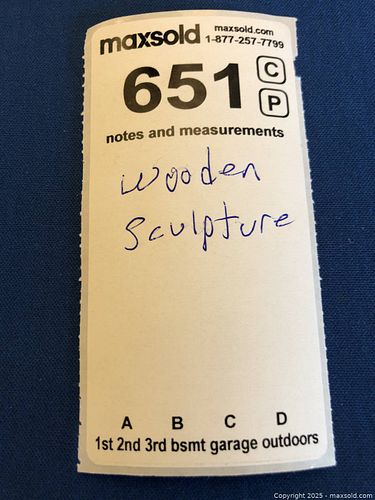 maxsold maxsold.com
1-877-257-7799
651 C
P
notes and measurements
wooden
sculpture
A B C D
1st 2nd 3rd bsmt garage outdoors
Copyright 2025 - maxsold.com